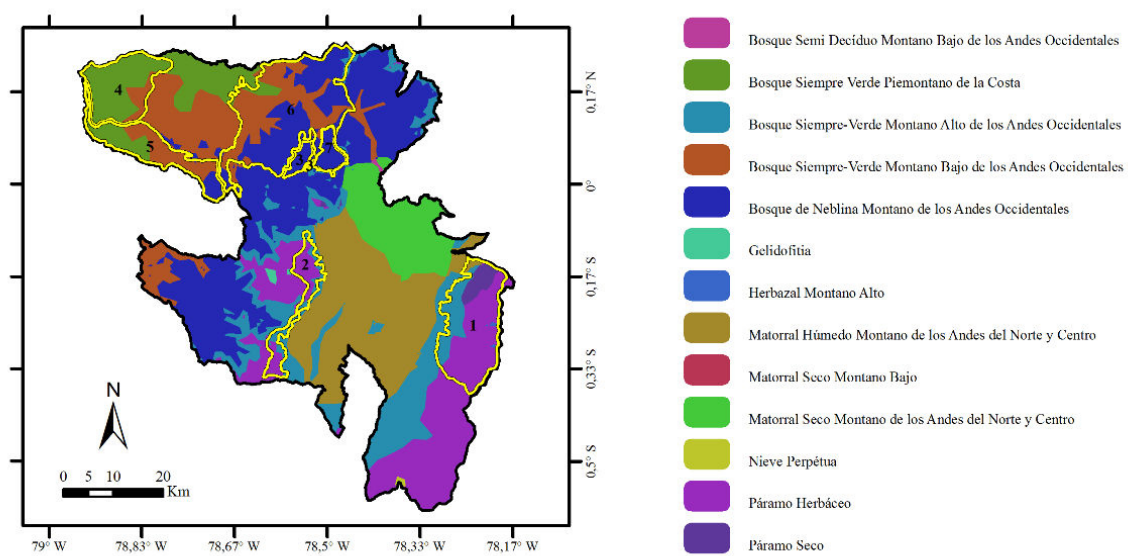 4
6
5
3
3
7
2
1
N
0 5 10 20
Km
79° W
78,83° W
78,67° W
78,5° W
78,33° W
78,17° W
0,17° N
0°
0,17° S
0,33° S
0,5° S
Bosque Semi Deciduo Montano Bajo de los Andes Occidentales
Bosque Siempre Verde Piemontano de la Costa
Bosque Siempre-Verde Montano Alto de los Andes Occidentales
Bosque Siempre-Verde Montano Bajo de los Andes Occidentales
Bosque de Neblina Montano de los Andes Occidentales
Gelidofitia
Herbazal Montano Alto
Matorral Húmedo Montano de los Andes del Norte y Centro
Matorral Seco Montano Bajo
Matorral Seco Montano de los Andes del Norte y Centro
Nieve Perpétua
Páramo Herbáceo
Páramo Seco